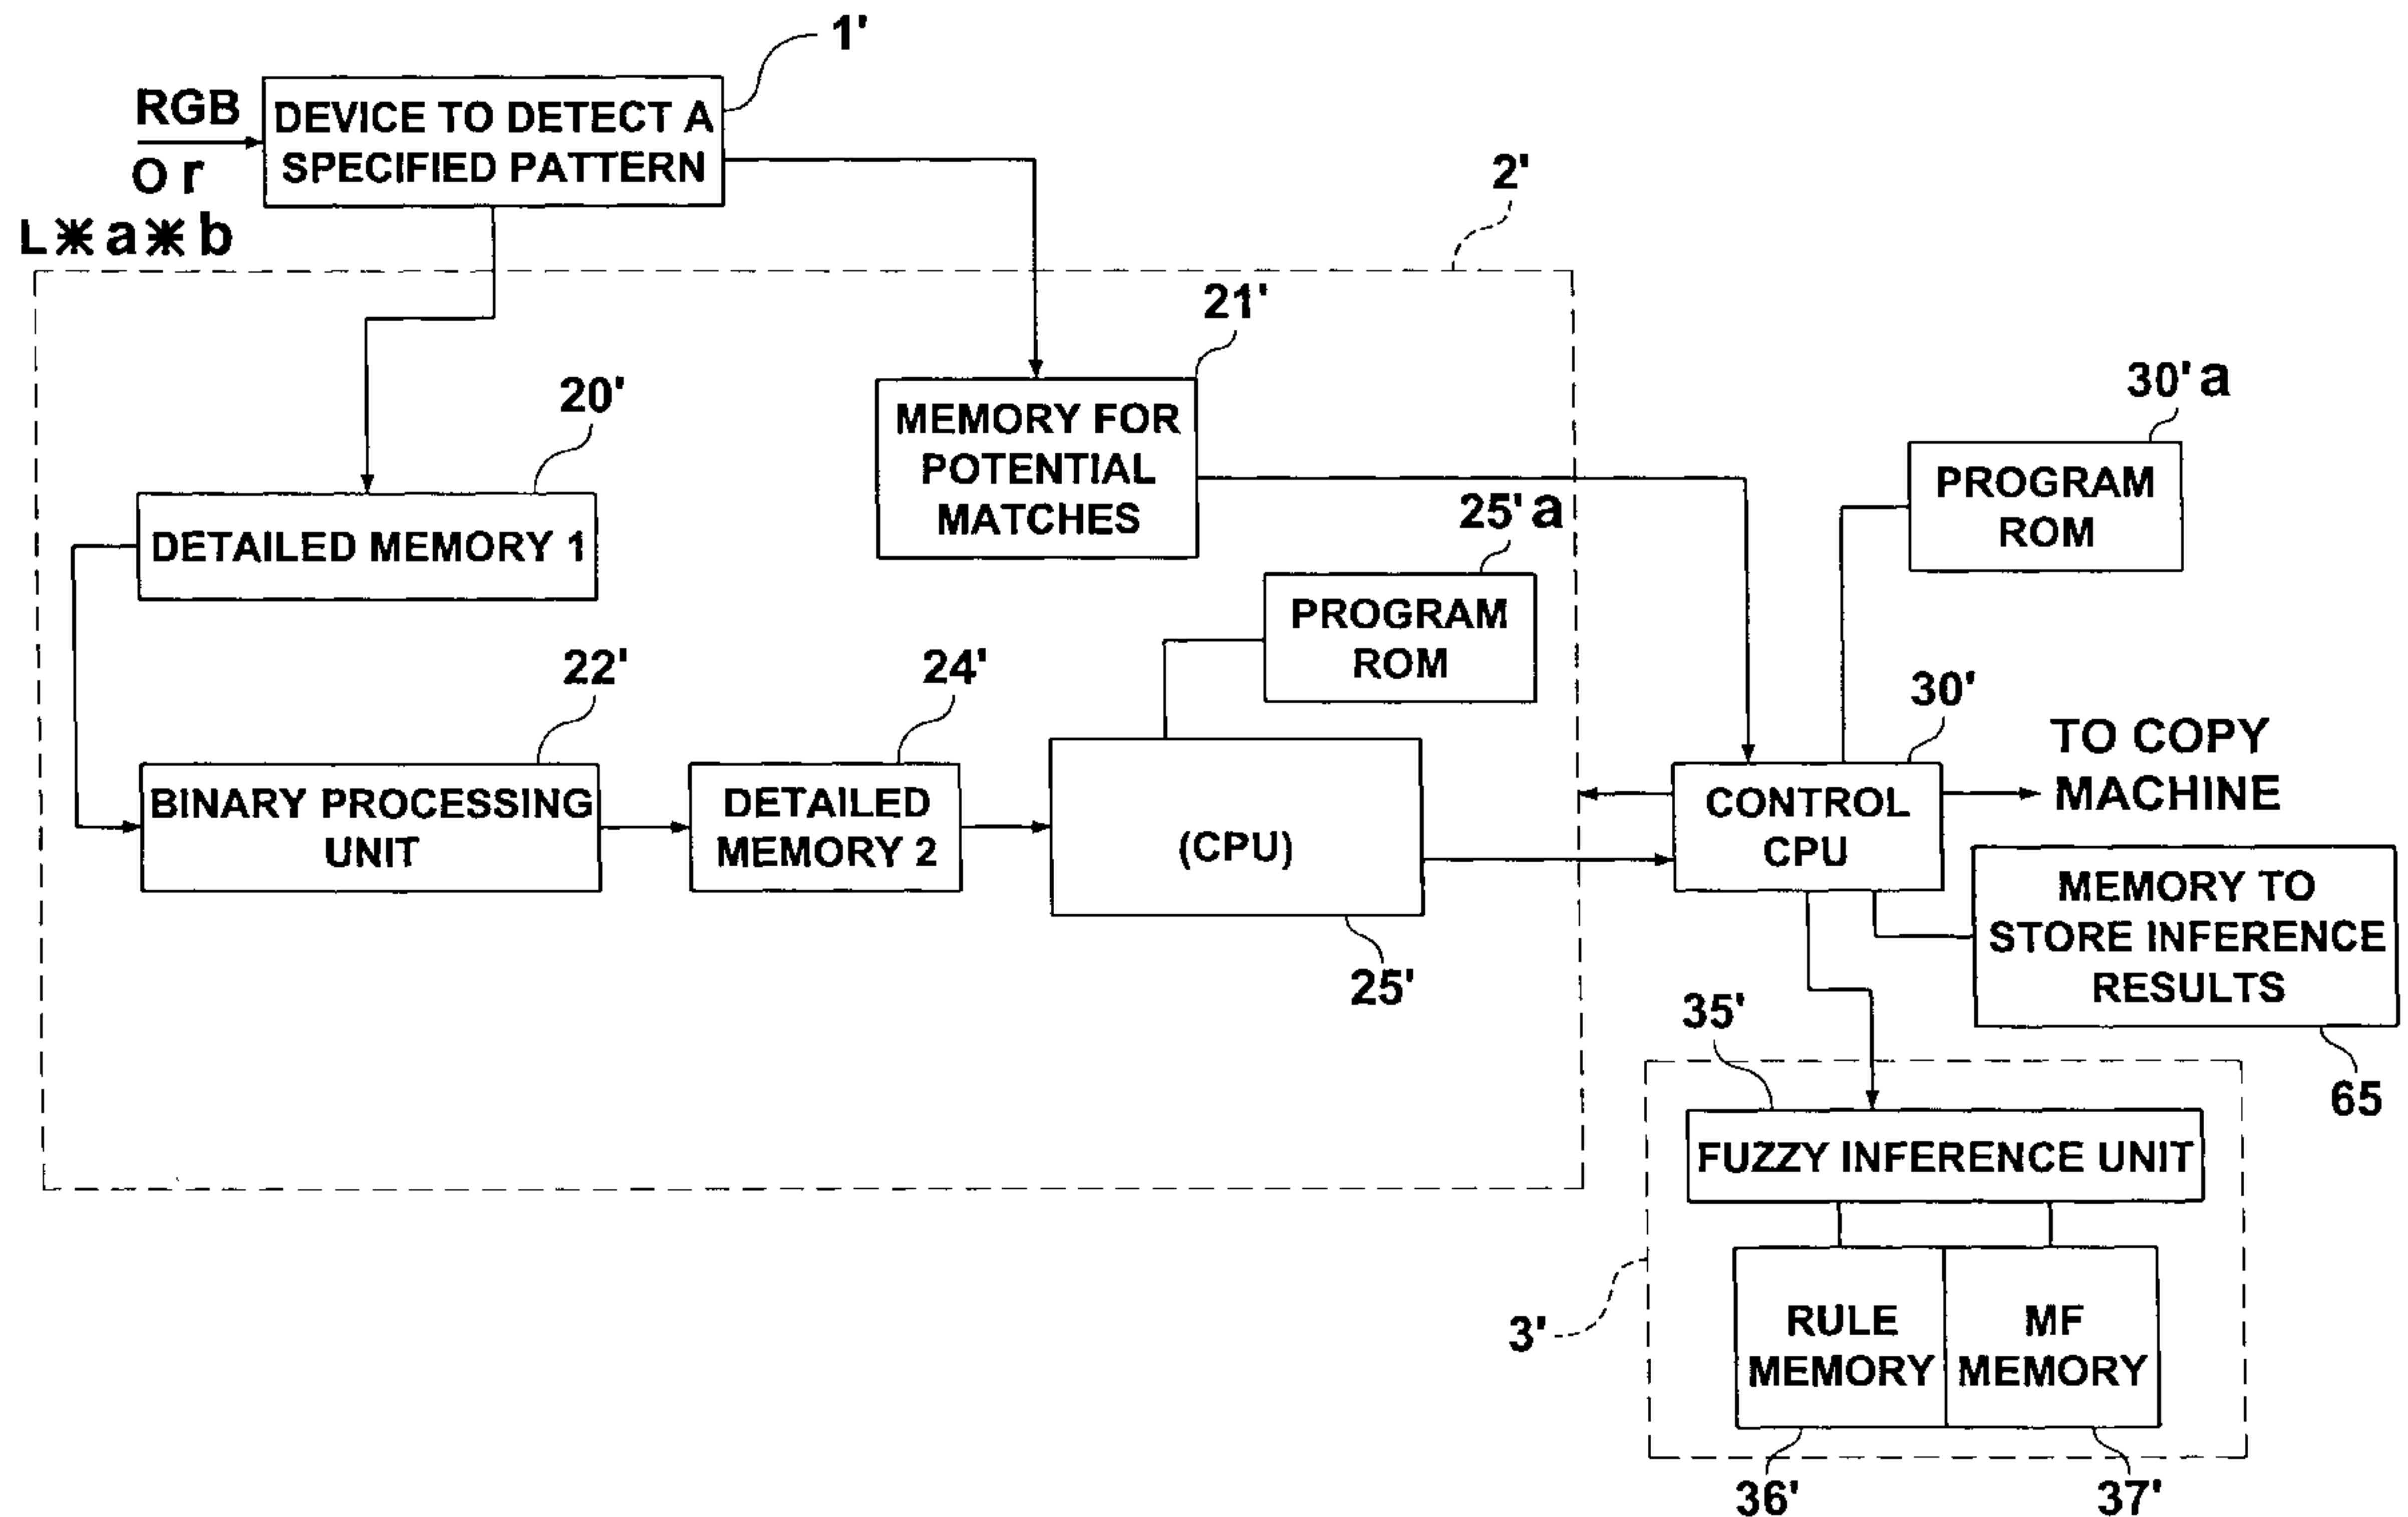 1'
RGB
or
L*a*b
DEVICE TO DETECT A
SPECIFIED PATTERN
2'
21'
20'
MEMORY FOR
POTENTIAL
MATCHES
30'a
PROGRAM
ROM
DETAILED MEMORY 1
25'a
PROGRAM
ROM
22'
24'
30'
BINARY PROCESSING
UNIT
DETAILED
MEMORY 2
(CPU)
25'
CONTROL
CPU
TO COPY
MACHINE
MEMORY TO
STORE INFERENCE
RESULTS
65
35'
FUZZY INFERENCE UNIT
3'
RULE
MEMORY
MF
MEMORY
36'
37'